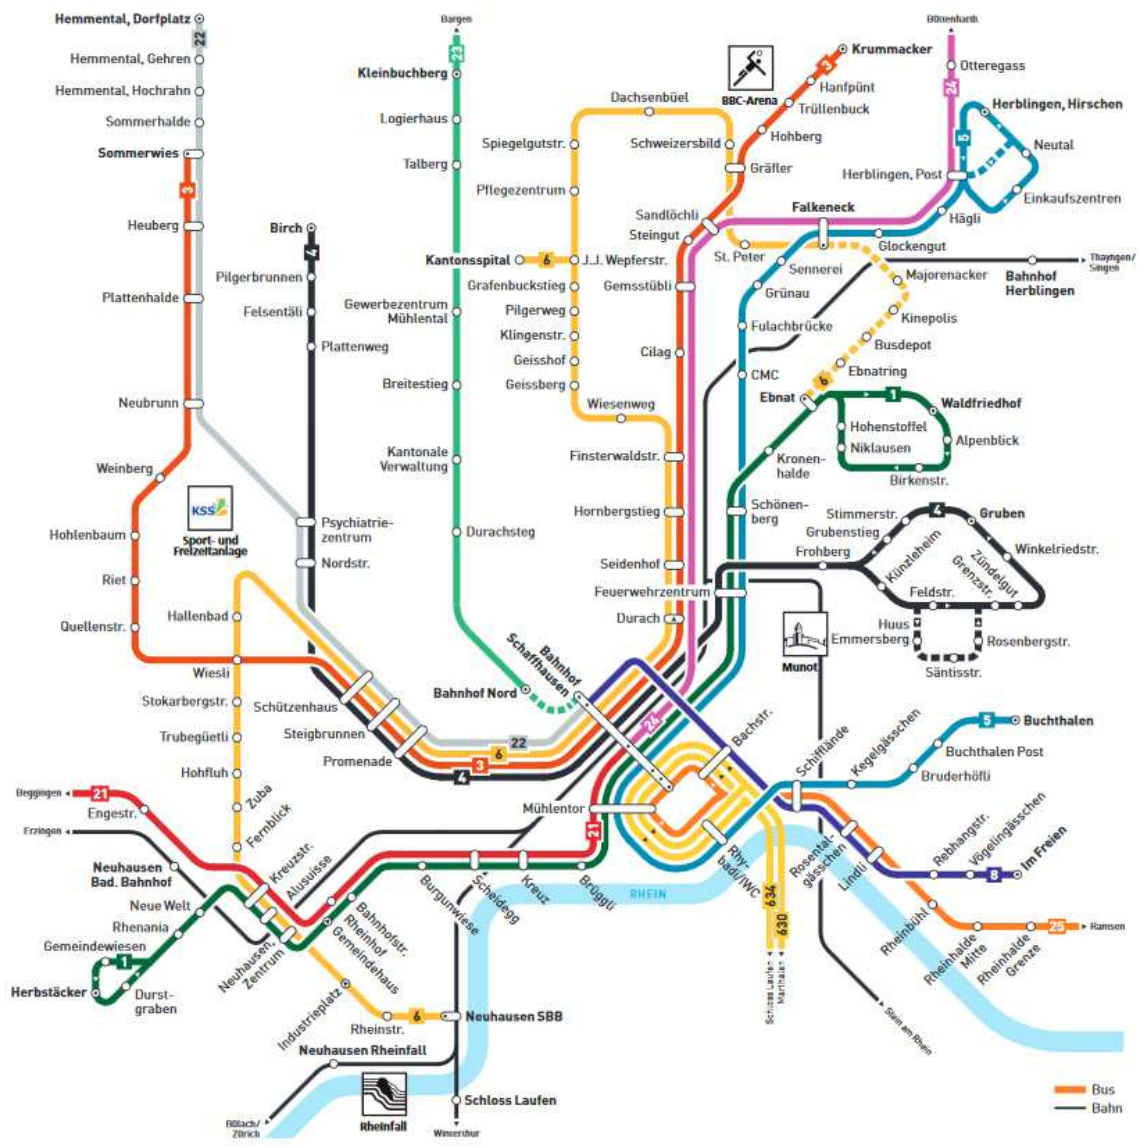 Hemmental, Dorfplatz
22
Hemmental, Gehren
Hemmental, Hochrahn
Sommerhalde
Sommerwies
3
Heuberg
Plattenhalde
Neubrunn
Weinberg
Hohlenbaum
Riet
Quellenstr.
KSS
Sport- und
Freizeitanlage
Birch
4
Pilgerbrunnen
Felsentäli
Plattenweg
Psychiatrie-
zentrum
Nordstr.
Bargen
23
Kleinbuchberg
Logierhaus
Talberg
Kantonsspital
6
Gewerbezentrum
Mühlental
Breitestieg
Kantonale
Verwaltung
Durachsteg
Bahnhof Nord
Bahnhof
Schaffhausen
Dachsenbüel
Spiegelgutstr.
Pflegezentrum
J.J. Wepferstr.
Grafenbuckstieg
Pilgerweg
Klingenstr.
Geisshof
Geissberg
Wiesenweg
Finsterwaldstr.
Hornbergstieg
Seidenhof
Feuerwehrzentrum
Durach
BBC-Arena
Schweizersbild
3
Krummacker
Hanfpünt
Trüllenbuck
Hohberg
Gräfler
Sandlöchli
Steingut
St. Peter
Gemsstübli
Cilag
Falkeneck
Büttenhardt
Otteregass
24
5
Herblingen, Hirschen
Neutal
Herblingen, Post
Einkaufszentren
Hägli
Glockengut
Sennerei
Grünau
Fulachbrücke
CMC
Majorenacker
Kinepolis
Busdepot
Ebnatring
6
Ebnat
Bahnhof
Herblingen
Thayngen/
Singen
1
Waldfriedhof
Hohenstoffel
Niklausen
Alpenblick
Birkenstr.
Kronen-
halde
Schönen-
berg
Frohberg
Stimmerstr.
Grubenstieg
4
Gruben
Winkelriedstr.
Künzleheim
Zündelgut
Grenzstr.
Feldstr.
Huus
Emmersberg
Rosenbergstr.
Säntisstr.
Munot
Hallenbad
Wiesli
Stokarbergstr.
Trubegüetli
Hohfluh
Zuba
Fernblick
Schützenhaus
Steigbrunnen
Promenade
22
6
3
4
24
Bachstr.
Schifflände
Kegelgässchen
5
Buchthalen
Buchthalen Post
Bruderhöfli
Beggingen
21
Engestr.
Erzingen
Neuhausen
Bad. Bahnhof
Neue Welt
Rhenania
Gemeindewiesen
1
Herbstäcker
Durst-
graben
Kreuzstr.
Alusuisse
Neuhausen,
Zentrum
Bahnhofstr.
Rheinhof
Gemeindehaus
Industrieplatz
Rheinstr.
6
Neuhausen SBB
Neuhausen Rheinfall
Rheinfall
Schloss Laufen
Bülach/
Zürich
Winterthur
Burgunwiese
Scheidegg
Kreuz
Brüggli
21
Mühlentor
Rhy-
badi/IWC
RHEIN
634
630
Schloss Laufen
Marthalen
Rosental-
gässchen
Lindli
Rebhangstr.
Vögelingässchen
8
Im Freien
Rheinbühl
Rheinhalde
Mitte
Rheinhalde
Grenze
25
Ramsen
Stein am Rhein
Bus
Bahn